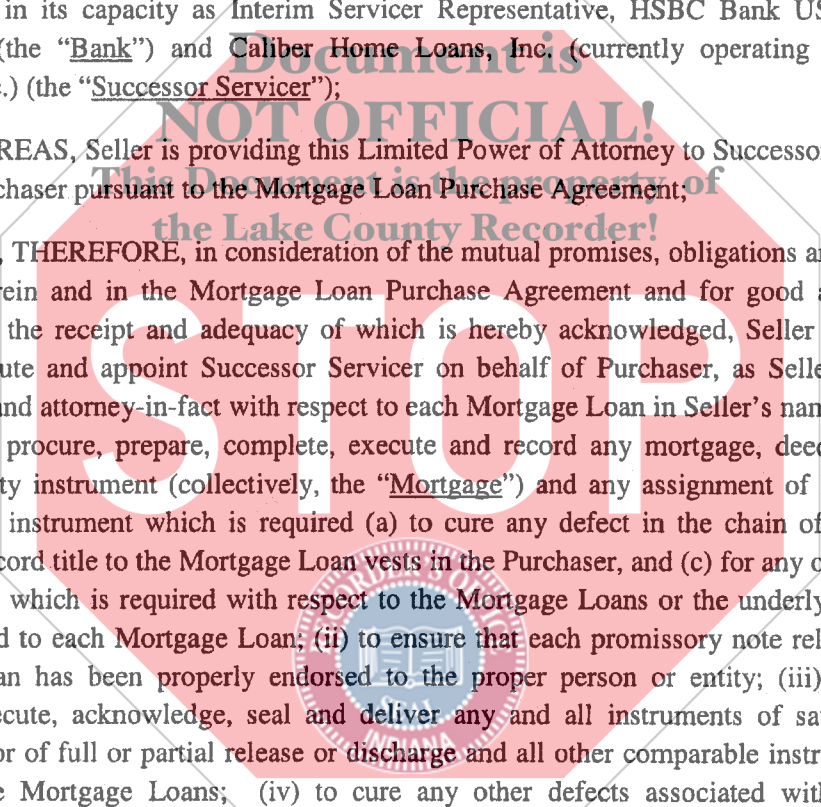 in its capacity as Interim Servicer Representative, HSBC Bank US
(the “Bank”) and Caliber Home Loans, Inc. (currently operating
c.) (the “Successor Servicer”);
Document is
NOT OFFICIAL!
REAS, Seller is providing this Limited Power of Attorney to Successo
This Document is the property of
chaser pursuant to the Mortgage Loan Purchase Agreement;
the Lake County Recorder!
, THEREFORE, in consideration of the mutual promises, obligations a
rein and in the Mortgage Loan Purchase Agreement and for good a
the receipt and adequacy of which is hereby acknowledged, Seller
ute and appoint Successor Servicer on behalf of Purchaser, as Selle
and attorney-in-fact with respect to each Mortgage Loan in Seller's nam
STOP
procure, prepare, complete, execute and record any mortgage, deed
ty instrument (collectively, the “Mortgage”) and any assignment of
instrument which is required (a) to cure any defect in the chain of
cord title to the Mortgage Loan vests in the Purchaser, and (c) for any o
which is required with respect to the Mortgage Loans or the underly
d to each Mortgage Loan; (ii) to ensure that each promissory note rel
an has been properly endorsed to the proper person or entity; (iii)
ecute, acknowledge, seal and deliver any and all instruments of sa
or of full or partial release or discharge and all other comparable instr
e Mortgage Loans; (iv) to cure any other defects associated with
SEAL
INDIANA